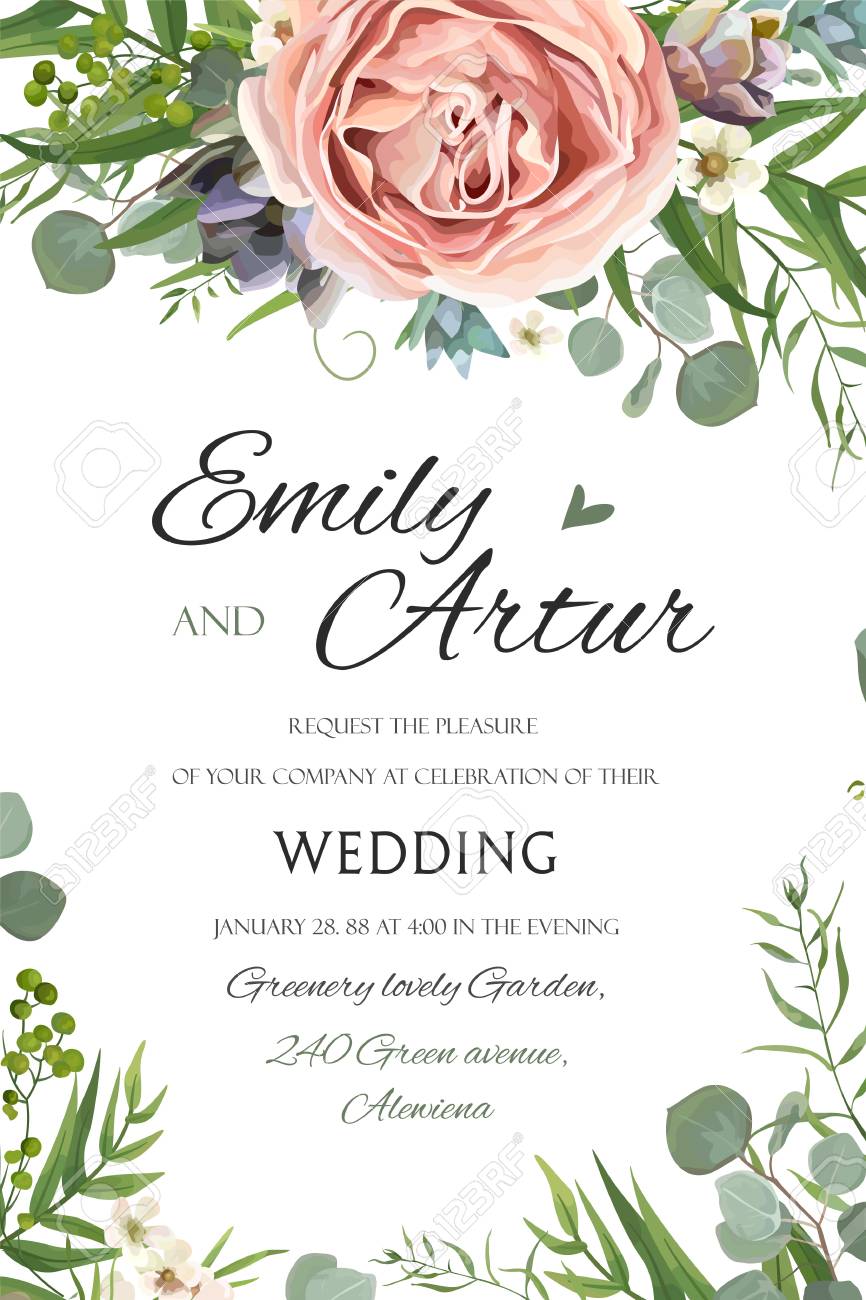 Emily
AND Artur
REQUEST THE PLEASURE
OF YOUR COMPANY AT CELEBRATION OF THEIR
WEDDING
JANUARY 28. 88 AT 4:00 IN THE EVENING
Greenery lovely Garden,
240 Green avenue,
Alewiena
123RF